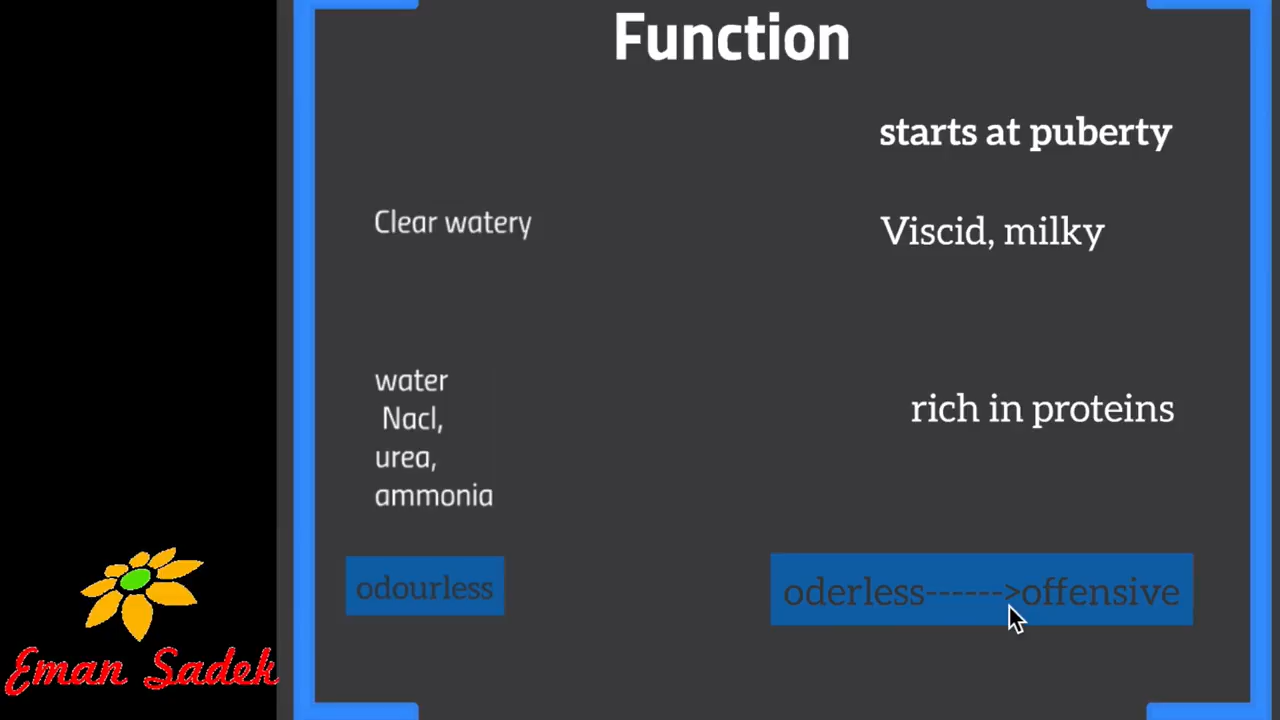 Function
starts at puberty
Clear watery
Viscid, milky
water
Nacl,
urea,
ammonia
rich in proteins
odourless
oderless------>offensive
Eman Sadek